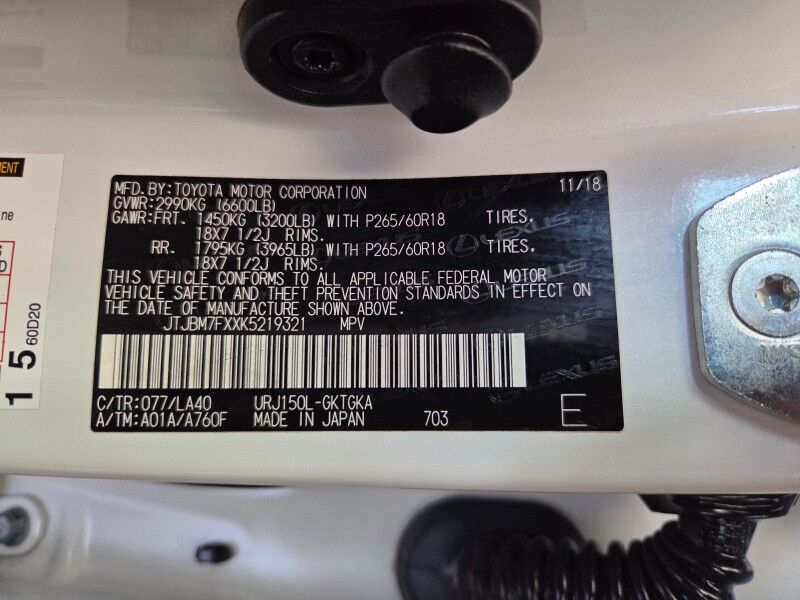 MFD.BY:TOYOTA MOTOR CORPORATION 11/18
GVWR:2990KG (6600LB)
GAWR:FRT. 1450KG (3200LB) WITH P265/60R18 TIRES.
18X7 1/2J RIMS.
RR. 1795KG (3965LB) WITH P265/60R18 TIRES.
18X7 1/2J RIMS.
THIS VEHICLE CONFORMS TO ALL APPLICABLE FEDERAL MOTOR
VEHICLE SAFETY AND THEFT PREVENTION STANDARDS IN EFFECT ON
THE DATE OF MANUFACTURE SHOWN ABOVE.
JTJBM7FXXK5219321 MPV
C/TR:077/LA40 URJ150L-GKTGKA
A/TM:A01A/A760F MADE IN JAPAN 703 E
LEXUS
15
60D20